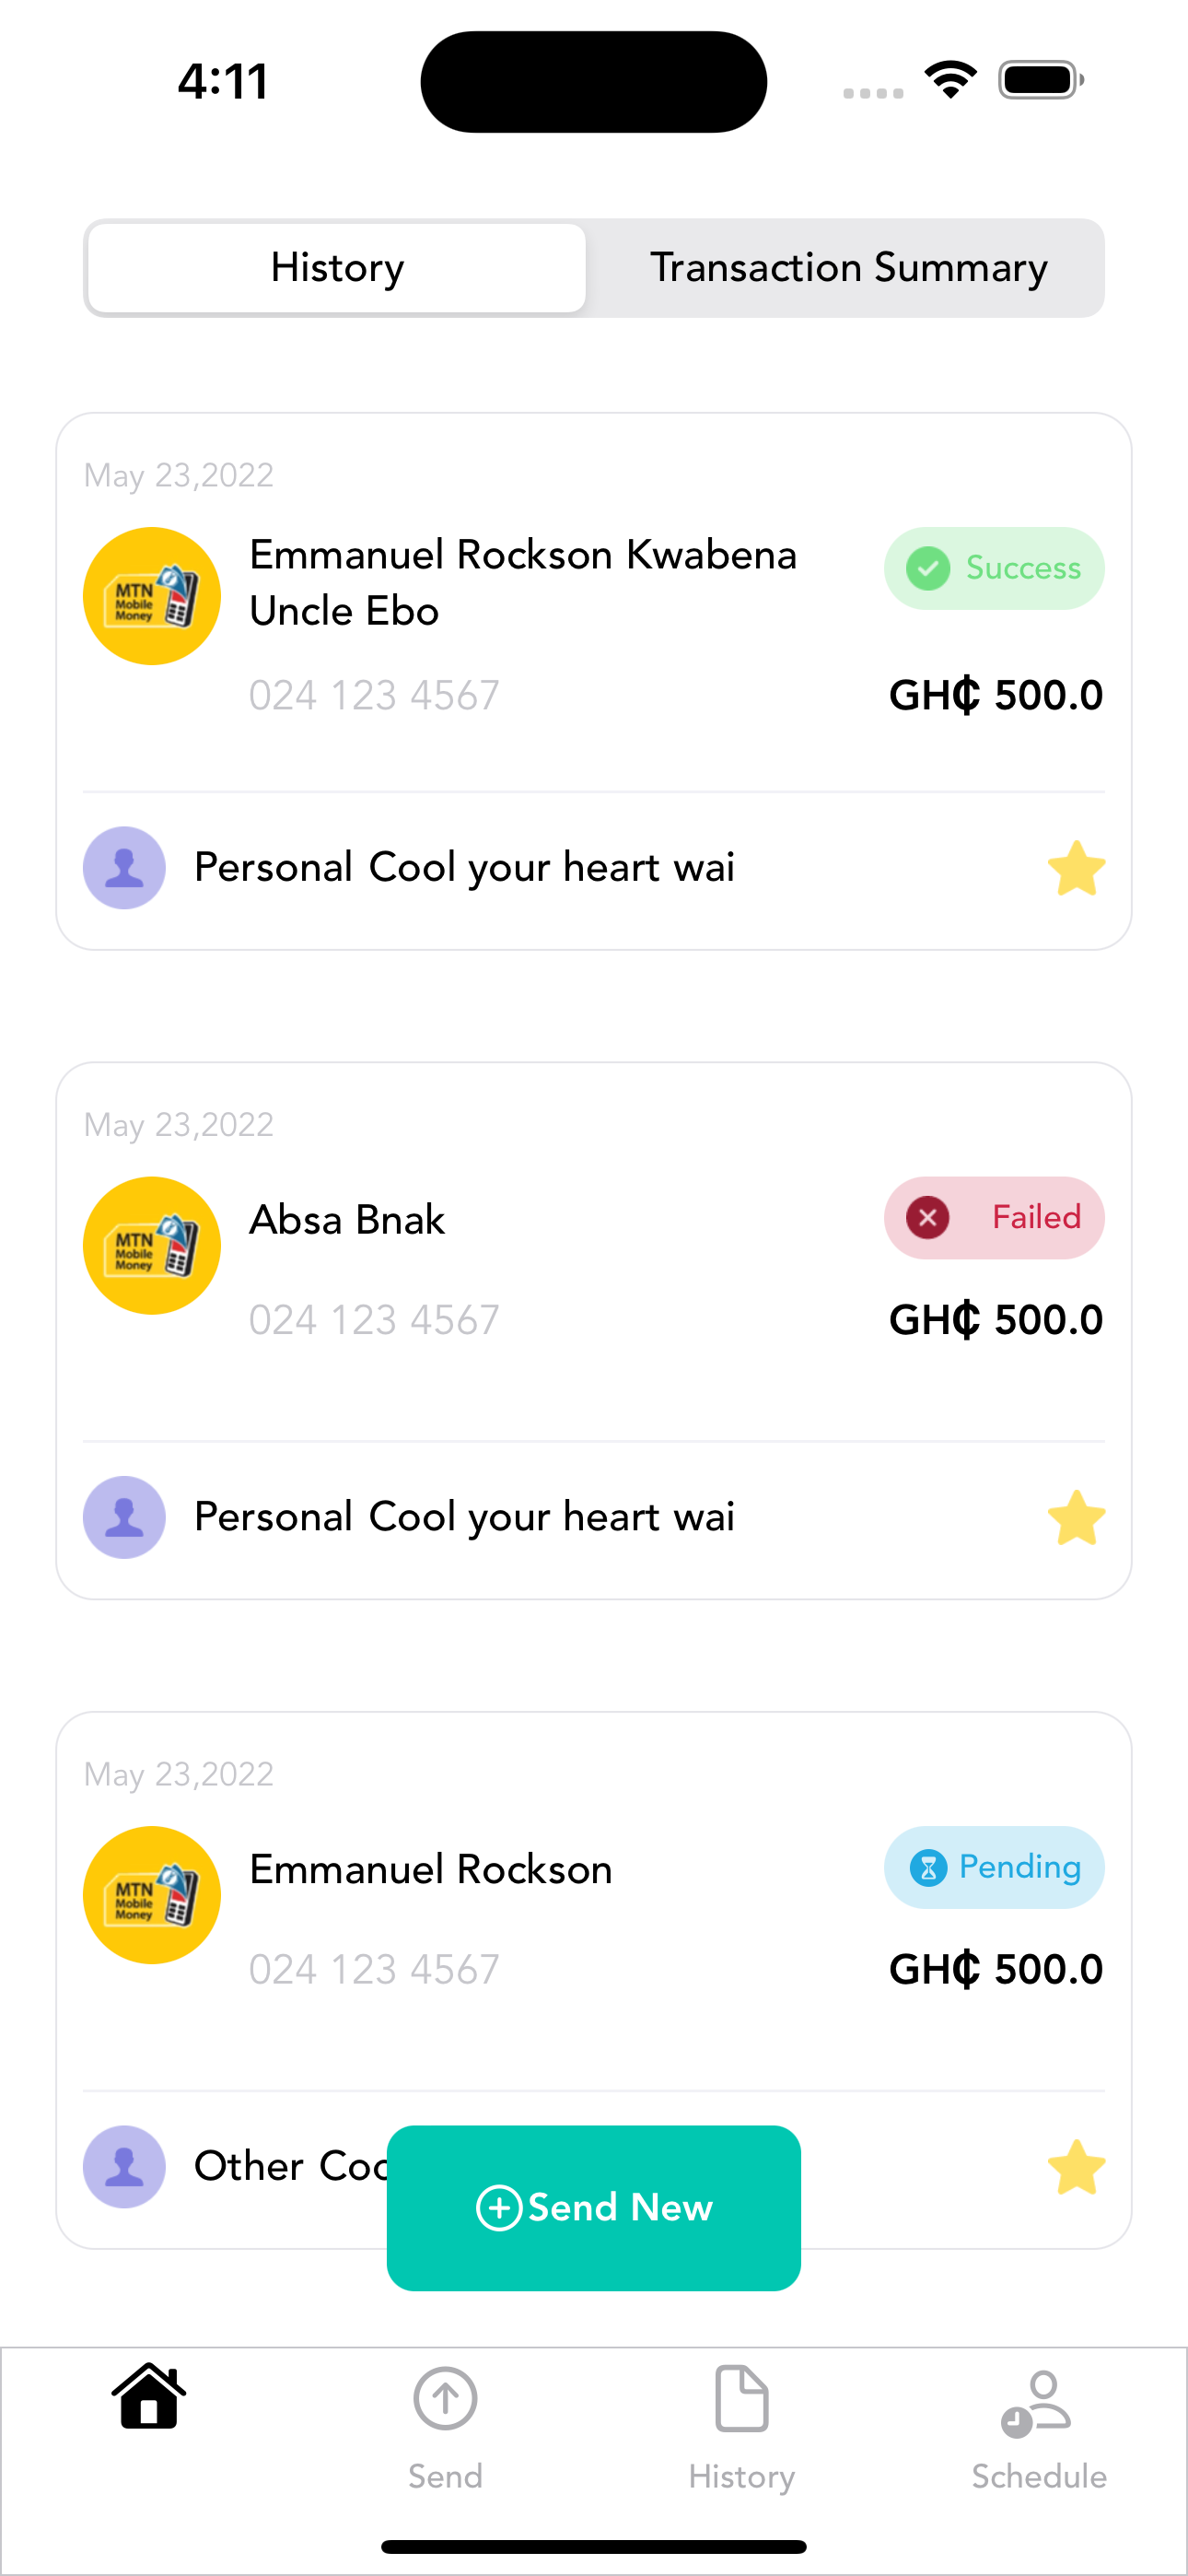 4:11
History
Transaction Summary
May 23,2022
MTN
Mobile
Money
Emmanuel Rockson Kwabena
Uncle Ebo
Success
024 123 4567
GH₵ 500.0
Personal Cool your heart wai
May 23,2022
MTN
Mobile
Money
Absa Bnak
Failed
024 123 4567
GH₵ 500.0
Personal Cool your heart wai
May 23,2022
MTN
Mobile
Money
Emmanuel Rockson
Pending
024 123 4567
GH₵ 500.0
Other
Send New
Send
History
Schedule